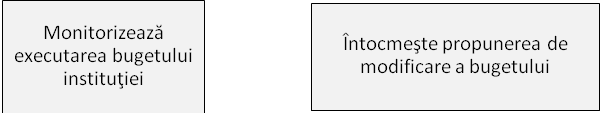 Monitorizează
executarea bugetului
instituţiei
Întocmeşte propunerea de
modificare a bugetului